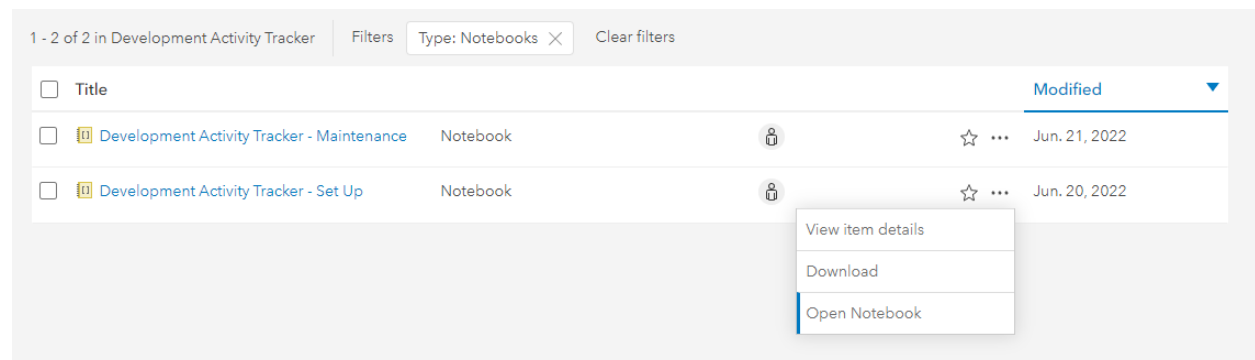 1 - 2 of 2 in Development Activity Tracker Filters Type: Notebooks Clear filters
Title Modified
Development Activity Tracker - Maintenance Notebook Jun. 21, 2022
Development Activity Tracker - Set Up Notebook Jun. 20, 2022
View item details
Download
Open Notebook